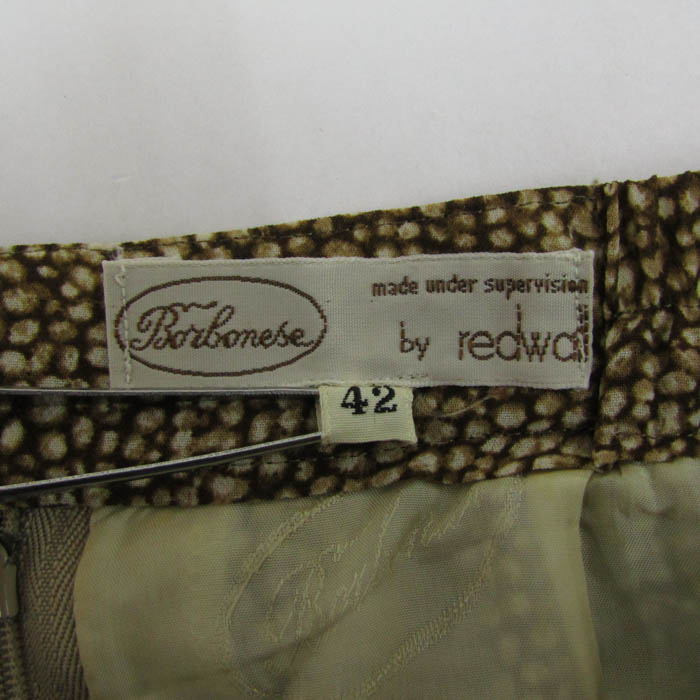 Borbonese
made under supervision
by redwall
42